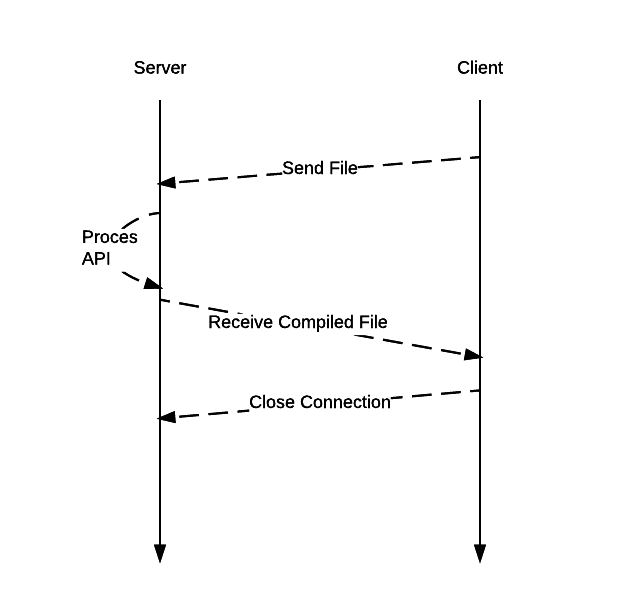 Server
Client
Send File
Proces
API
Receive Compiled File
Close Connection